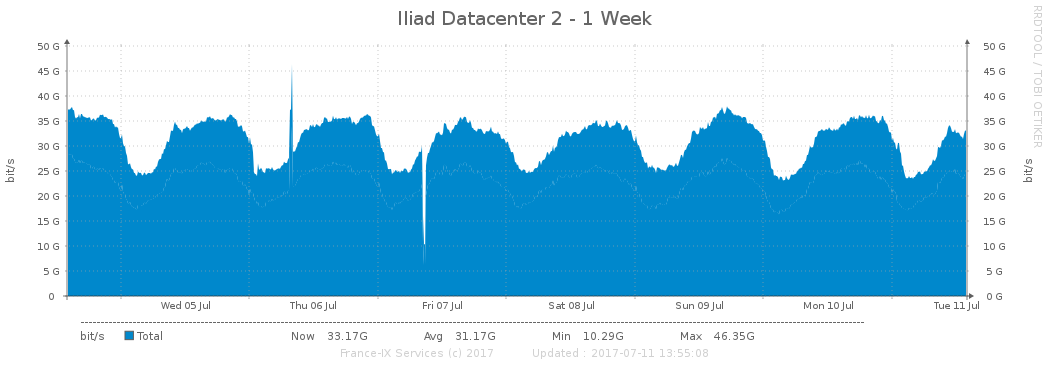 Iliad Datacenter 2 - 1 Week
RRDTOOL / TOBI OETIKER
bit/s
50 G 50 G
45 G 45 G
40 G 40 G
35 G 35 G
30 G 30 G
25 G 25 G
20 G 20 G
15 G 15 G
10 G 10 G
5 G 5 G
0 0 G
bit/s
Wed 05 Jul Thu 06 Jul Fri 07 Jul Sat 08 Jul Sun 09 Jul Mon 10 Jul Tue 11 Jul
bit/s Total Now 33.17G Avg 31.17G Min 10.29G Max 46.35G
France-IX Services (c) 2017 Updated : 2017-07-11 13:55:08